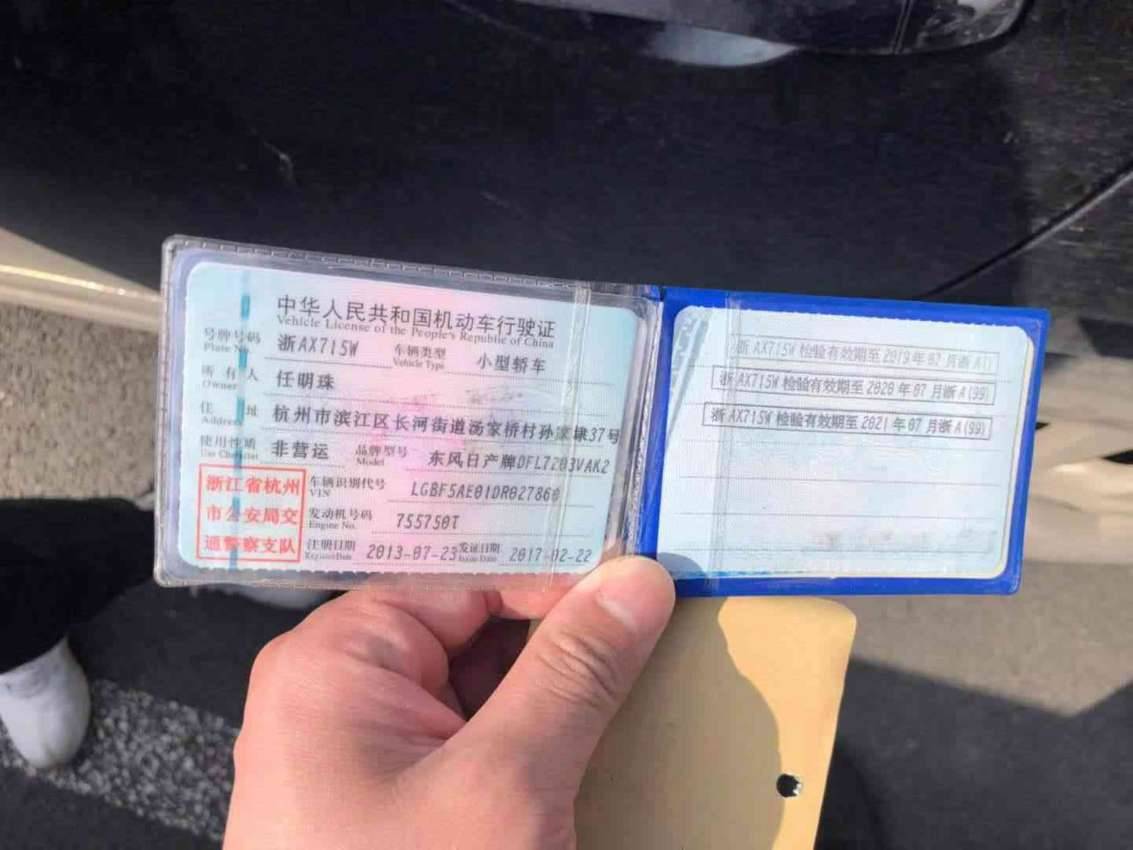 中华人民共和国机动车行驶证
Vehicle License of the People's Republic of China
号牌号码 浙AX715W 车辆类型 小型轿车
Plate No. Vehicle Type
所有人 任明珠
Owner
住址 杭州市滨江区长河街道汤家桥村孙家埭37号
Address
使用性质 非营运 品牌型号 东风日产牌DFL7203VAK2
Use Character Model
浙江省杭州
市公安局交
通警察支队
车辆识别代号 LGBF5AE01DR027860
VIN
发动机号码 755750T
Engine No.
注册日期 2013-07-23 发证日期 2017-02-22
Register Date Issue Date
浙AX715W 检验有效期至2019年07月浙A
浙AX715W 检验有效期至2020年07月浙A(99)
浙AX715W 检验有效期至2021年07月浙A(99)